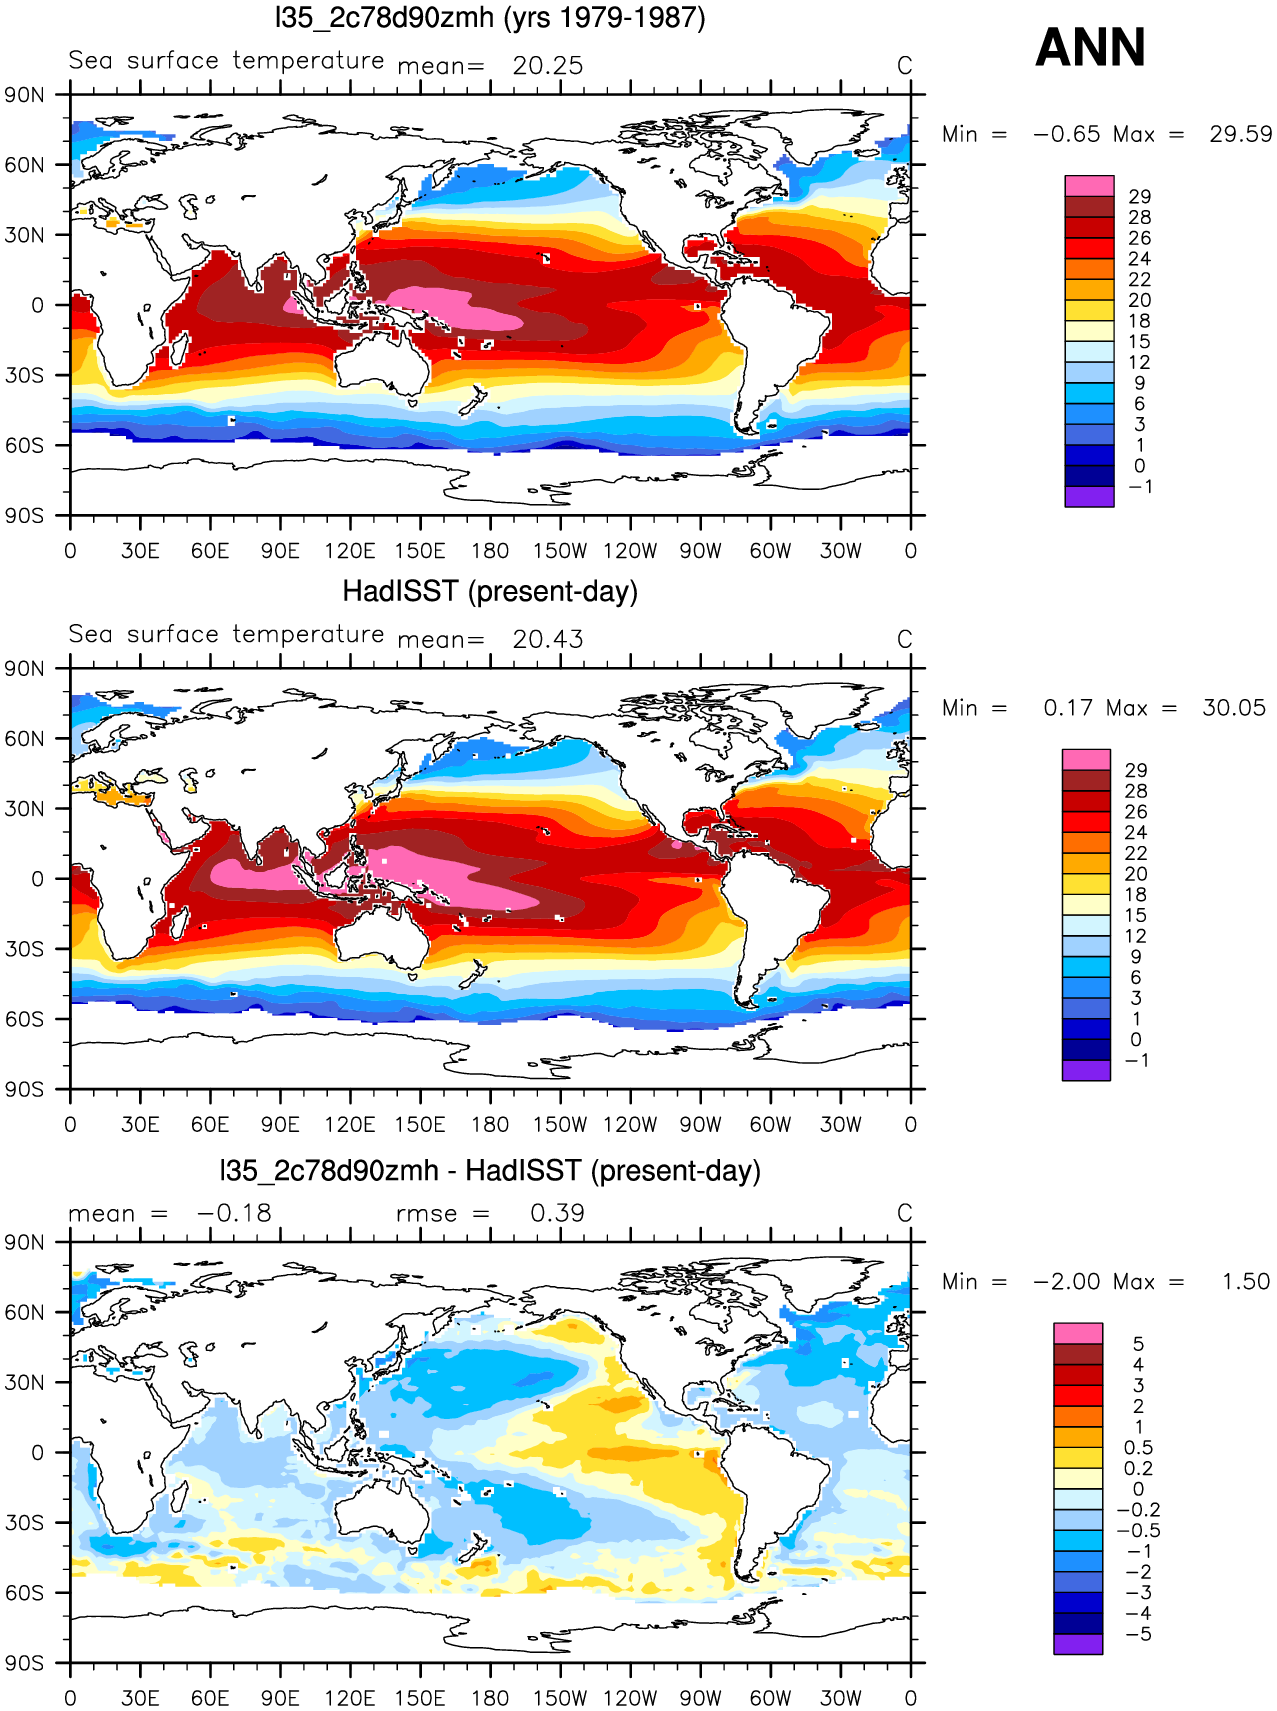 l35_2c78d90zmh (yrs 1979-1987)
ANN
Sea surface temperature mean= 20.25 C
Min = -0.65 Max = 29.59
90N
60N
30N
0
30S
60S
90S
0 30E 60E 90E 120E 150E 180 150W 120W 90W 60W 30W 0
29
28
26
24
22
20
18
15
12
9
6
3
1
0
-1
HadISST (present-day)
Sea surface temperature mean= 20.43 C
Min = 0.17 Max = 30.05
90N
60N
30N
0
30S
60S
90S
0 30E 60E 90E 120E 150E 180 150W 120W 90W 60W 30W 0
29
28
26
24
22
20
18
15
12
9
6
3
1
0
-1
l35_2c78d90zmh - HadISST (present-day)
mean = -0.18 rmse = 0.39 C
Min = -2.00 Max = 1.50
90N
60N
30N
0
30S
60S
90S
0 30E 60E 90E 120E 150E 180 150W 120W 90W 60W 30W 0
5
4
3
2
1
0.5
0.2
0
-0.2
-0.5
-1
-2
-3
-4
-5